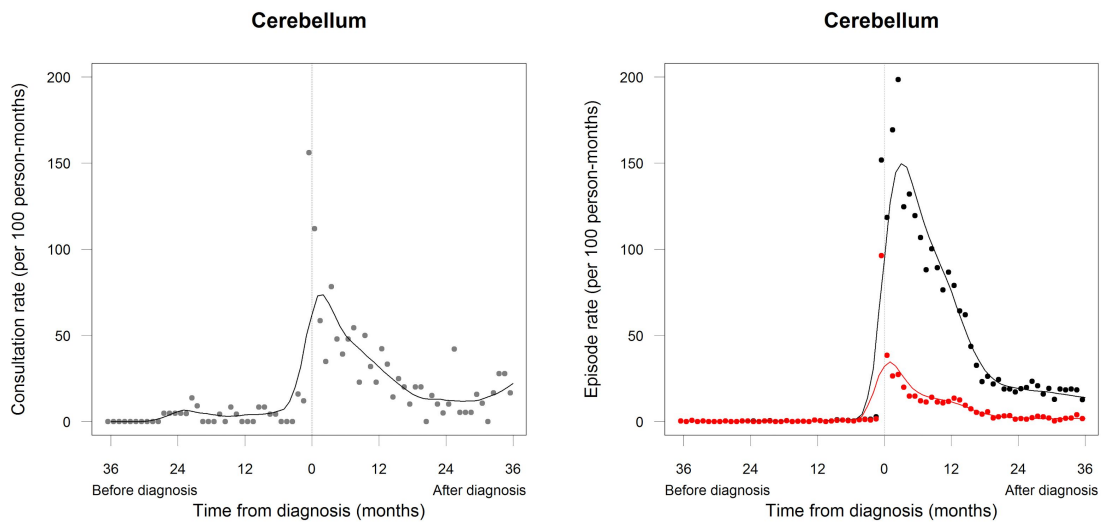 Cerebellum
Consultation rate (per 100 person-months)
200
150
100
50
0
36 24 12 0 12 24 36
Before diagnosis After diagnosis
Time from diagnosis (months)
Cerebellum
Episode rate (per 100 person-months)
200
150
100
50
0
36 24 12 0 12 24 36
Before diagnosis After diagnosis
Time from diagnosis (months)